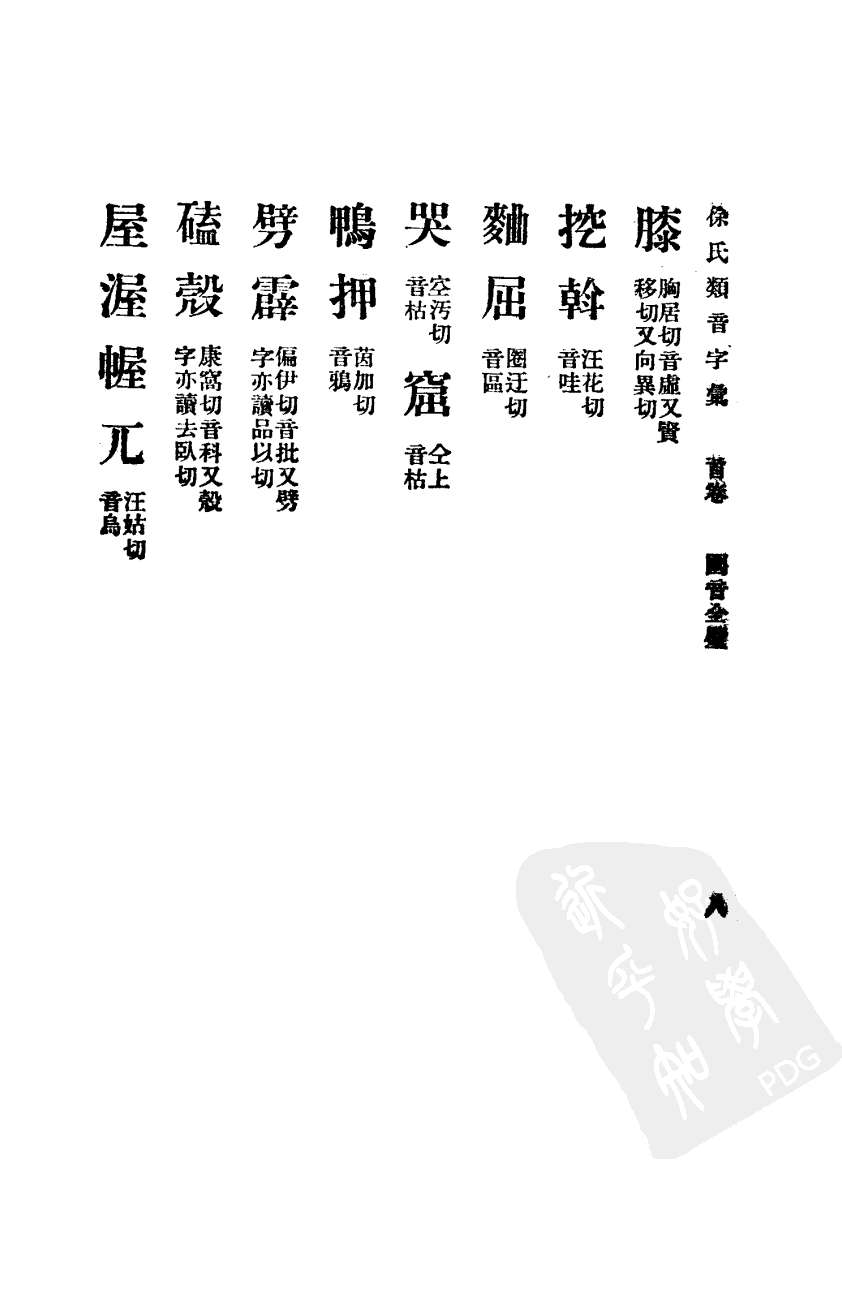 徐氏類音字彙 首卷 國音全璧 八
膝 胸居切音虛又賢移切又向異切
挖斡 汪花切音哇
麯屈 圈迂切音區
哭 空汚切音枯 窟 仝上音枯
鴨押 茵加切音鴉
劈霹 偏伊切音批又劈字亦讀品以切
磕殼 康窩切音科又殼字亦讀去臥切
屋渥幄兀 汪姑切音烏
PDG